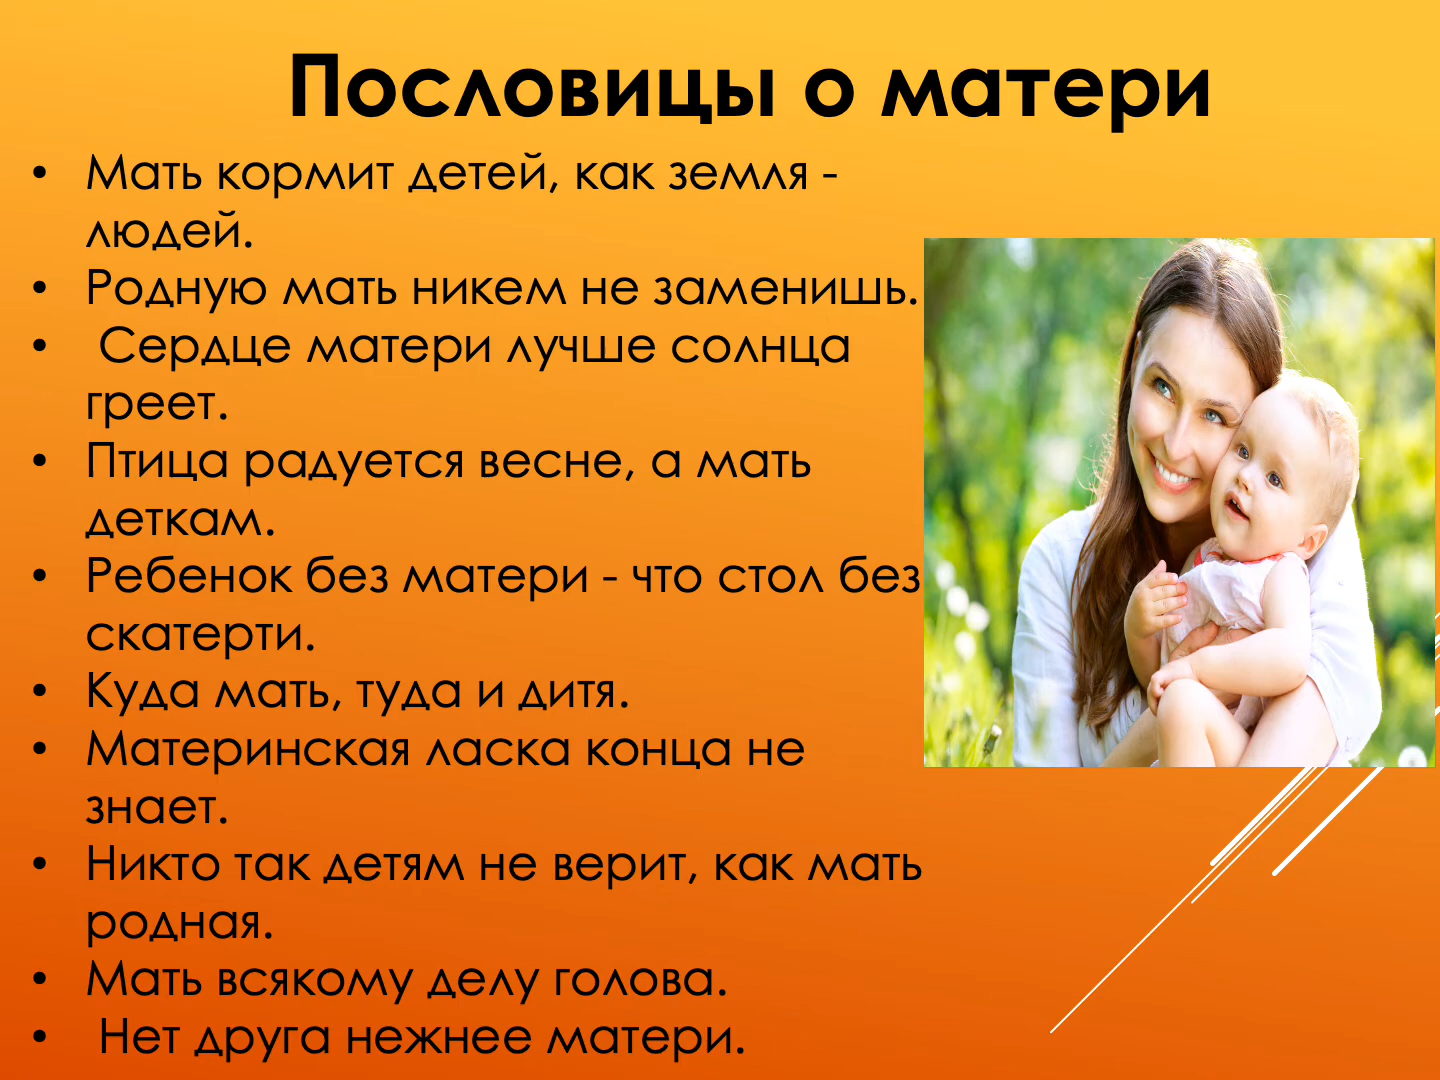 Пословицы о матери
• Мать кормит детей, как земля -
людей.
• Родную мать никем не заменишь.
• Сердце матери лучше солнца
греет.
• Птица радуется весне, а мать
деткам.
• Ребенок без матери - что стол без
скатерти.
• Куда мать, туда и дитя.
• Материнская ласка конца не
знает.
• Никто так детям не верит, как мать
родная.
• Мать всякому делу голова.
• Нет друга нежнее матери.